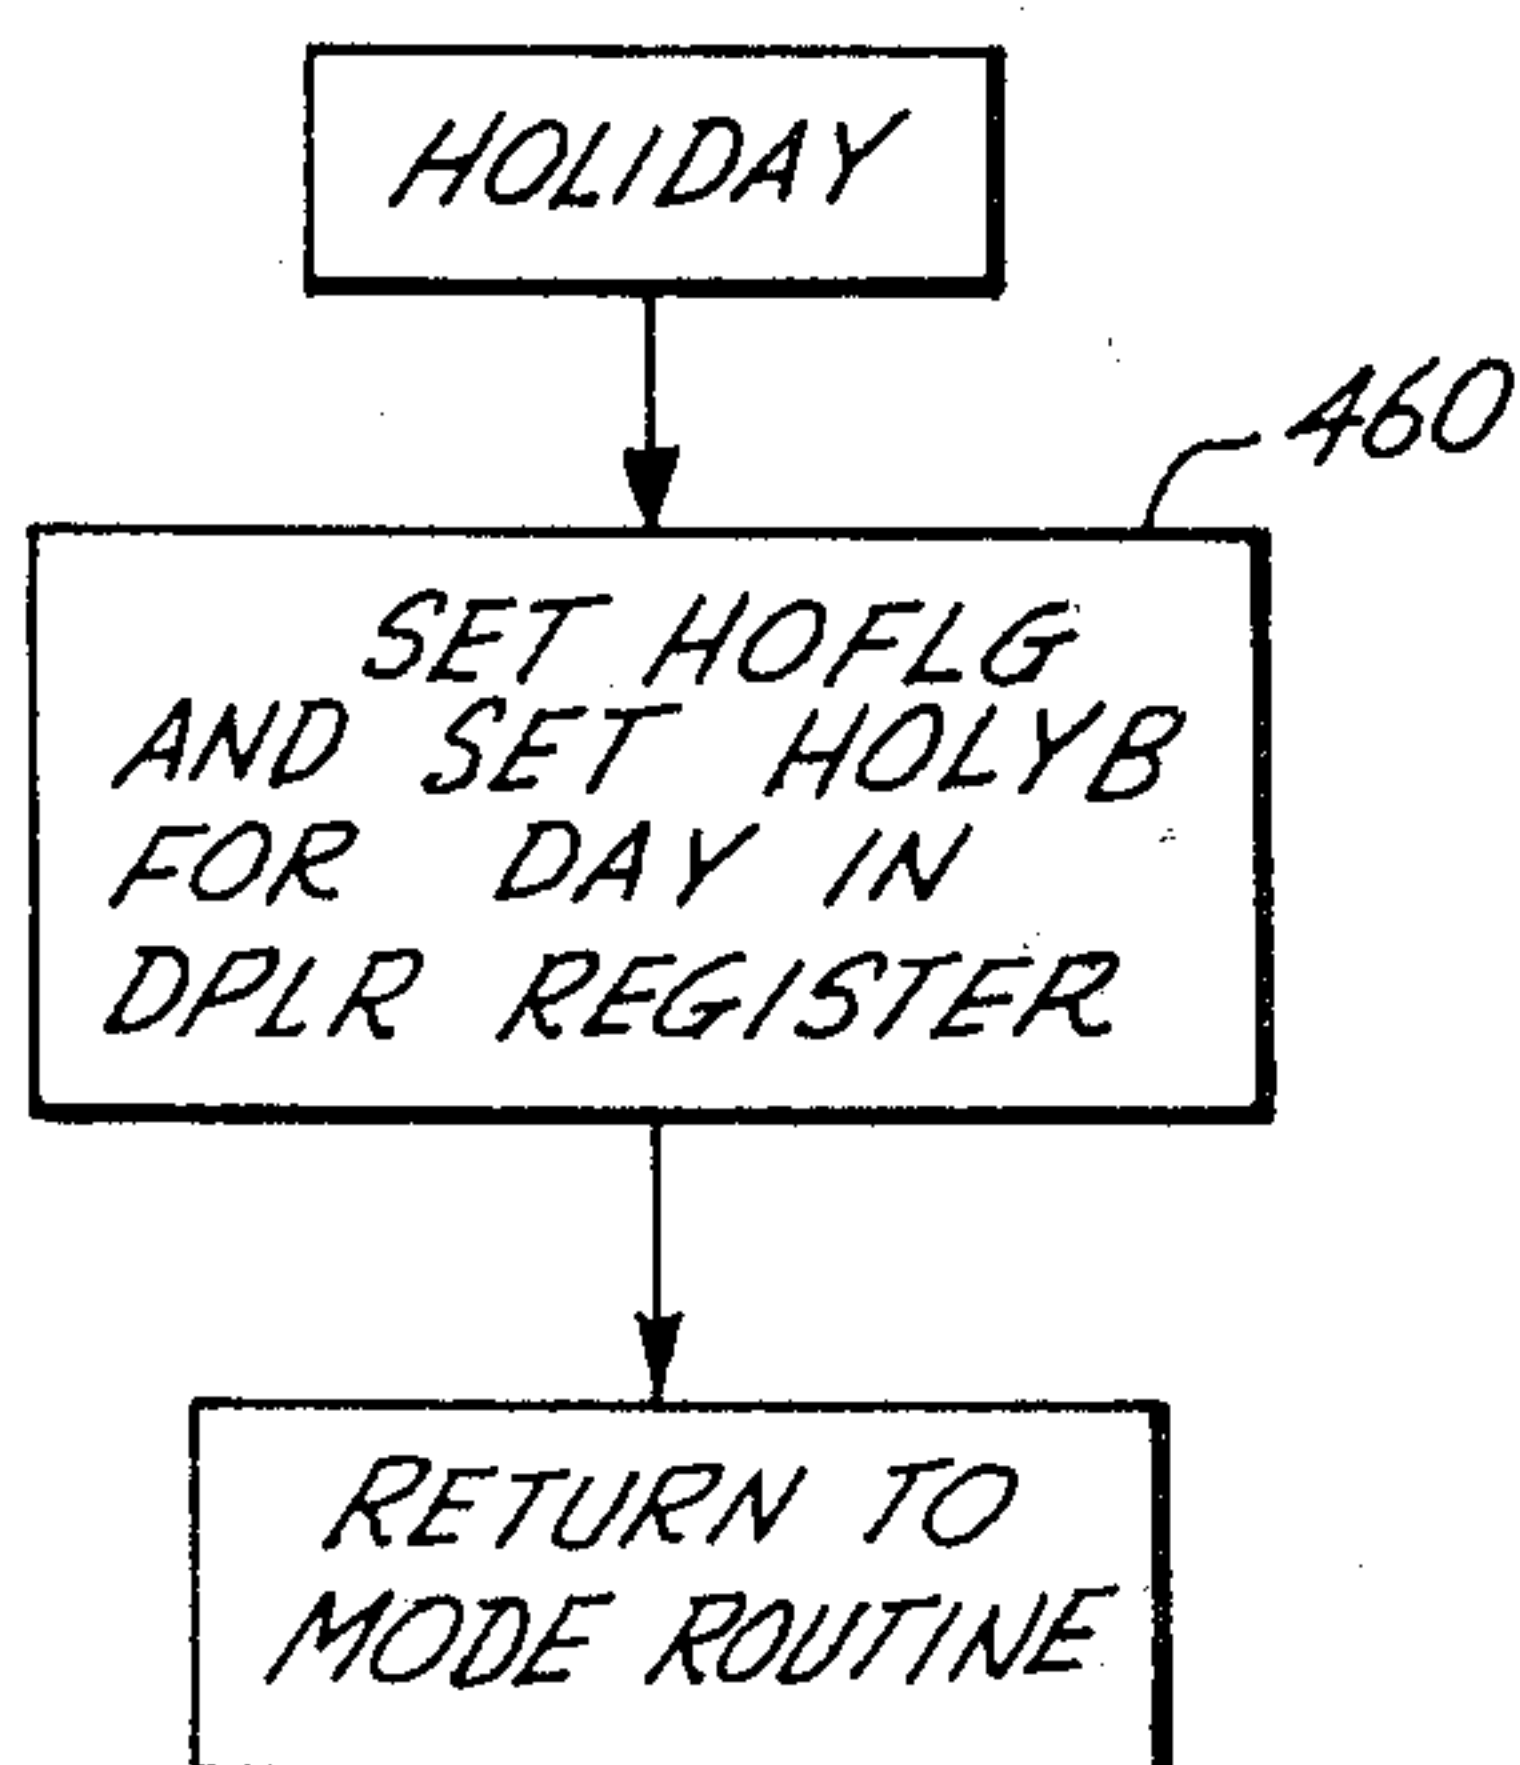 HOLIDAY
460
SET HOFLG
AND SET HOLYB
FOR DAY IN
DPLR REGISTER
RETURN TO
MODE ROUTINE